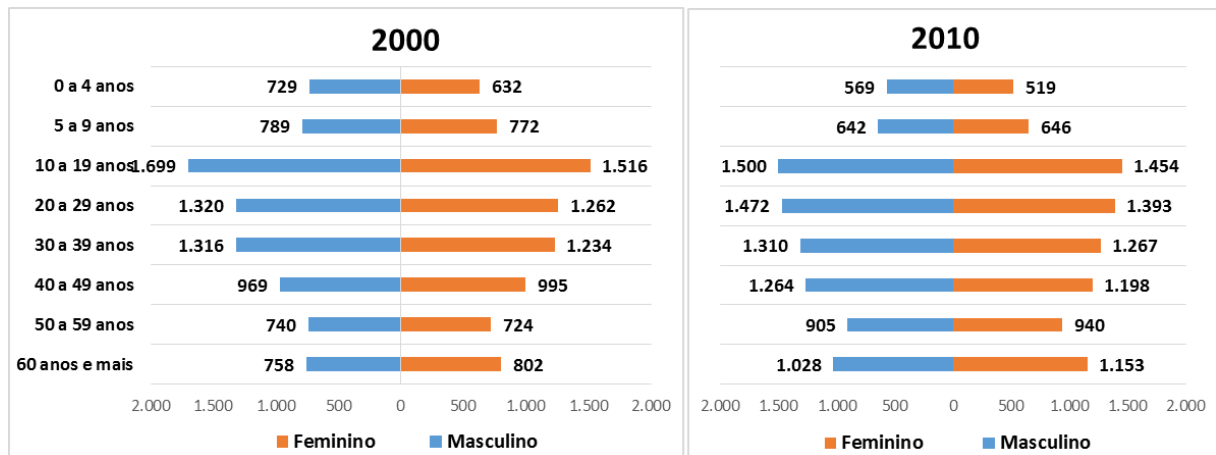 2000
0 a 4 anos 729 632
5 a 9 anos 789 772
10 a 19 anos 1.699 1.516
20 a 29 anos 1.320 1.262
30 a 39 anos 1.316 1.234
40 a 49 anos 969 995
50 a 59 anos 740 724
60 anos e mais 758 802
2.000 1.500 1.000 500 0 500 1.000 1.500 2.000
Feminino Masculino
2010
569 519
642 646
1.500 1.454
1.472 1.393
1.310 1.267
1.264 1.198
905 940
1.028 1.153
2.000 1.500 1.000 500 0 500 1.000 1.500 2.000
Feminino Masculino